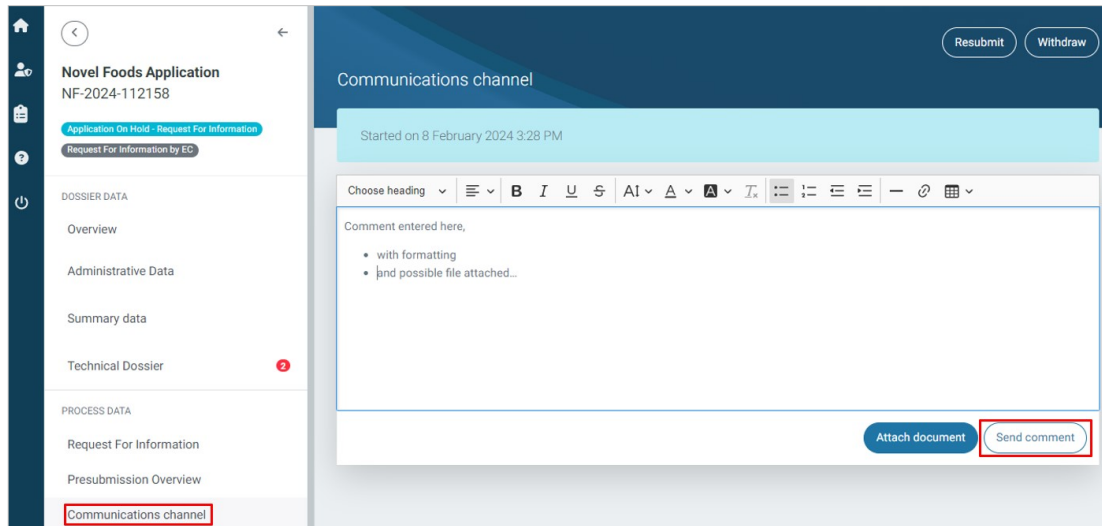 Novel Foods Application
NF-2024-112158
Application On Hold - Request For Information
Request For Information by EC
DOSSIER DATA
Overview
Administrative Data
Summary data
Technical Dossier 2
PROCESS DATA
Request For Information
Presubmission Overview
Communications channel
Resubmit Withdraw
Communications channel
Started on 8 February 2024 3:28 PM
Choose heading B I U S AI A A Tx
Comment entered here,
• with formatting
• and possible file attached...
Attach document Send comment